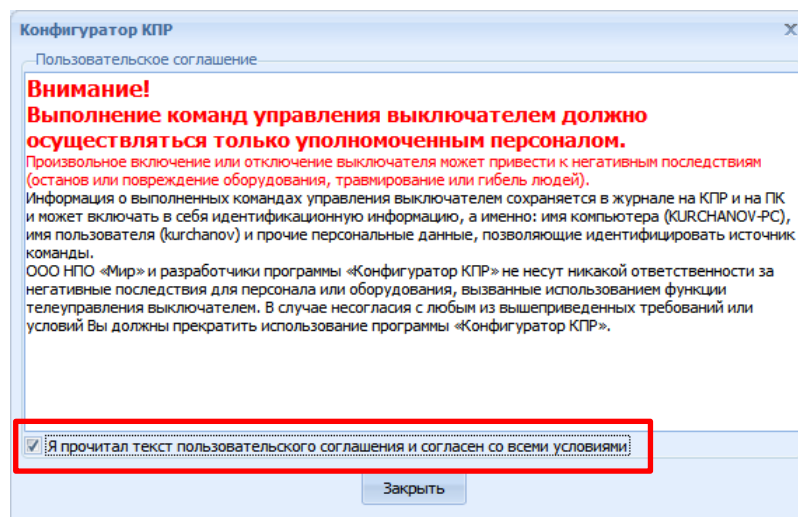 Конфигуратор КПР
Пользовательское соглашение
Внимание!
Выполнение команд управления выключателем должно
осуществляться только уполномоченным персоналом.
Произвольное включение или отключение выключателя может привести к негативным последствиям
(останов или повреждение оборудования, травмирование или гибель людей).
Информация о выполненных командах управления выключателем сохраняется в журнале на КПР и на ПК
и может включать в себя идентификационную информацию, а именно: имя компьютера (KURCHANOV-PC),
имя пользователя (kurchanov) и прочие персональные данные, позволяющие идентифицировать источник
команды.
ООО НПО «Мир» и разработчики программы «Конфигуратор КПР» не несут никакой ответственности за
негативные последствия для персонала или оборудования, вызванные использованием функции
телеуправления выключателем. В случае несогласия с любым из вышеприведенных требований или
условий Вы должны прекратить использование программы «Конфигуратор КПР».
Я прочитал текст пользовательского соглашения и согласен со всеми условиями
Закрыть